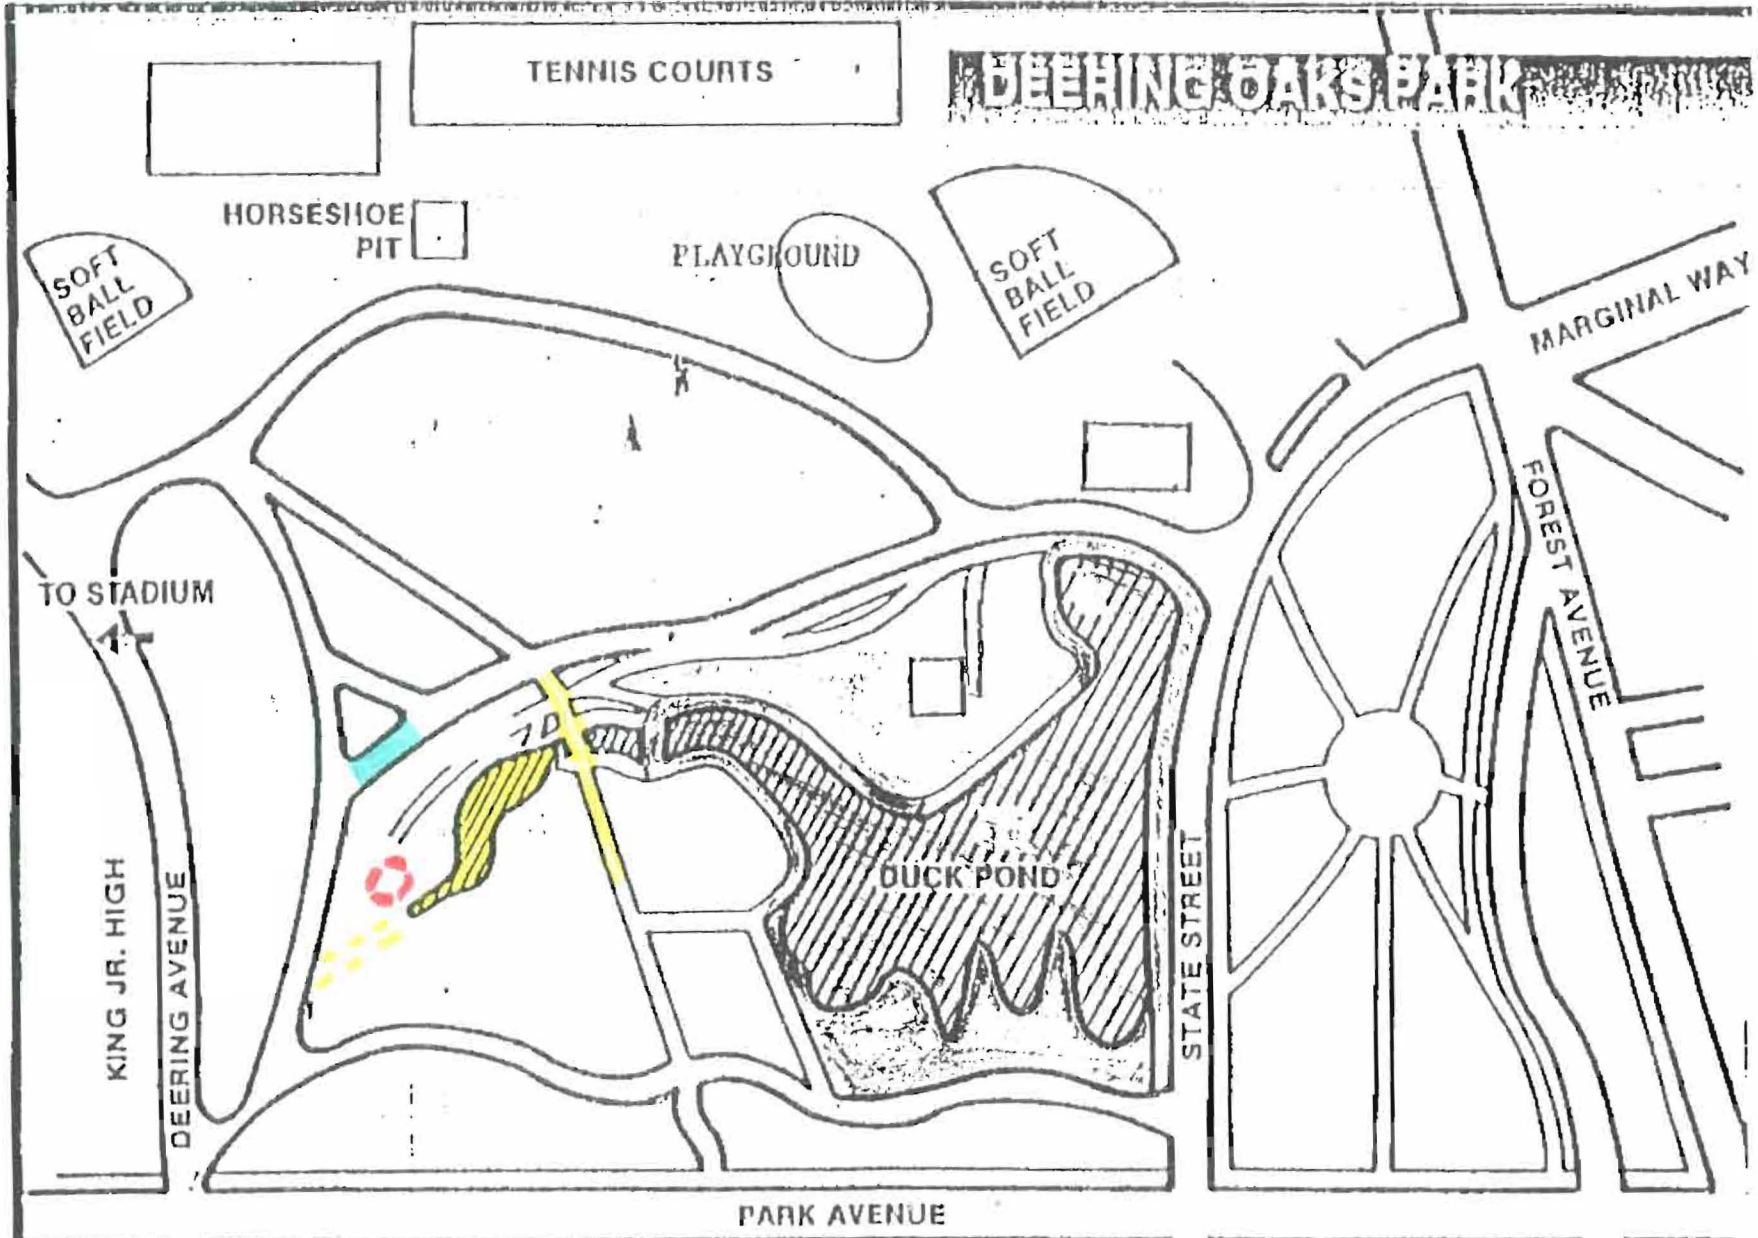 TENNIS COURTS
DEERING OAKS PARK
HORSESHOE
PIT
PLAYGROUND
SOFT
BALL
FIELD
SOFT
BALL
FIELD
MARGINAL WAY
FOREST AVENUE
TO STADIUM
DUCK POND
STATE STREET
KING JR. HIGH
DEERING AVENUE
PARK AVENUE